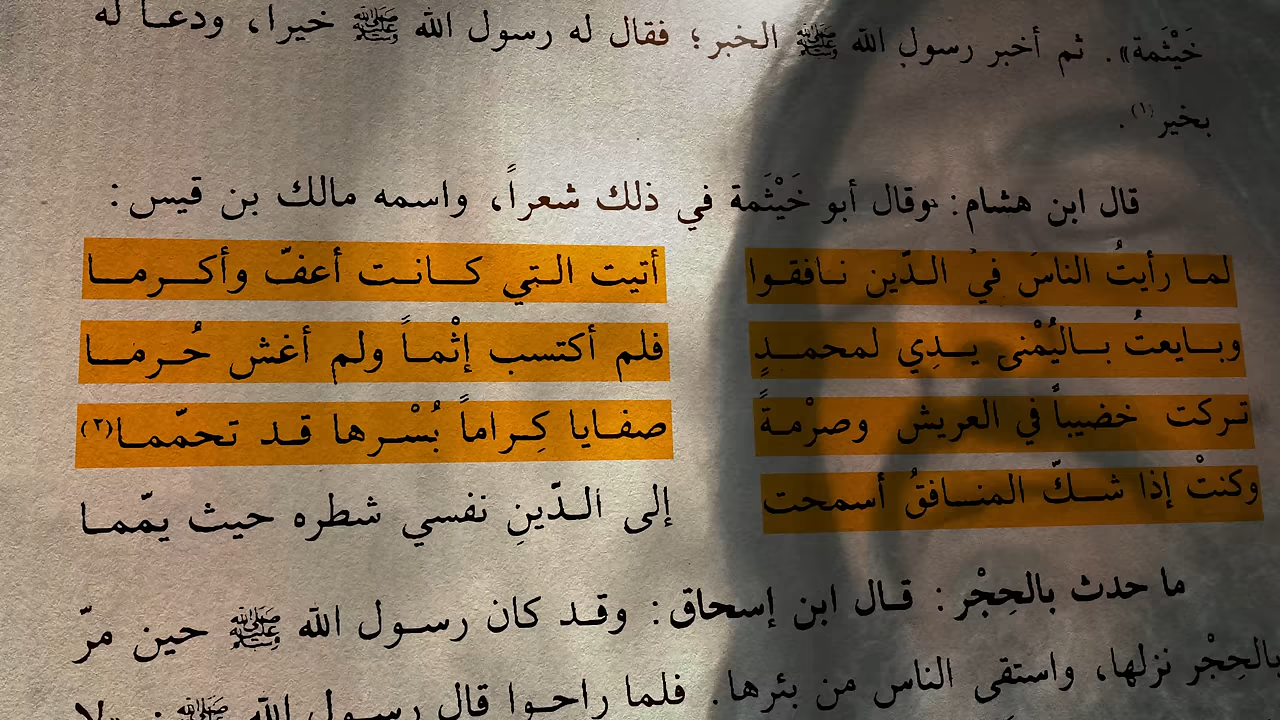 خَيْثَمة». ثم أخبر رسول الله ﷺ الخبر؛ فقال له رسول الله ﷺ خيراً، ودعا له
بخير(١).
قال ابن هشام: وقال أبو خَيْثَمة في ذلك شعراً، واسمه مالك بن قيس:
لما رأيتُ الناسَ في الدّين نافقوا أتيت التي كانت أعفّ وأكرما
وبايعتُ باليُمْنى يدِي لمحمدٍ فلم أكتسب إثْماً ولم أغش حُرما
تركت خضيباً في العريش وصرْمةً صفايا كِراماً بُسْرها قد تحمّما(٢)
وكنتْ إذا شكّ المنافقُ أسمحت إلى الدّينِ نفسي شطره حيث يمّما
ما حدث بالحِجْر: قال ابن إسحاق: وقد كان رسول الله ﷺ حين مرّ
بالحِجْر نزلها، واستقى الناس من بئرها. فلما راحوا قال رسول الله ﷺ: «لا